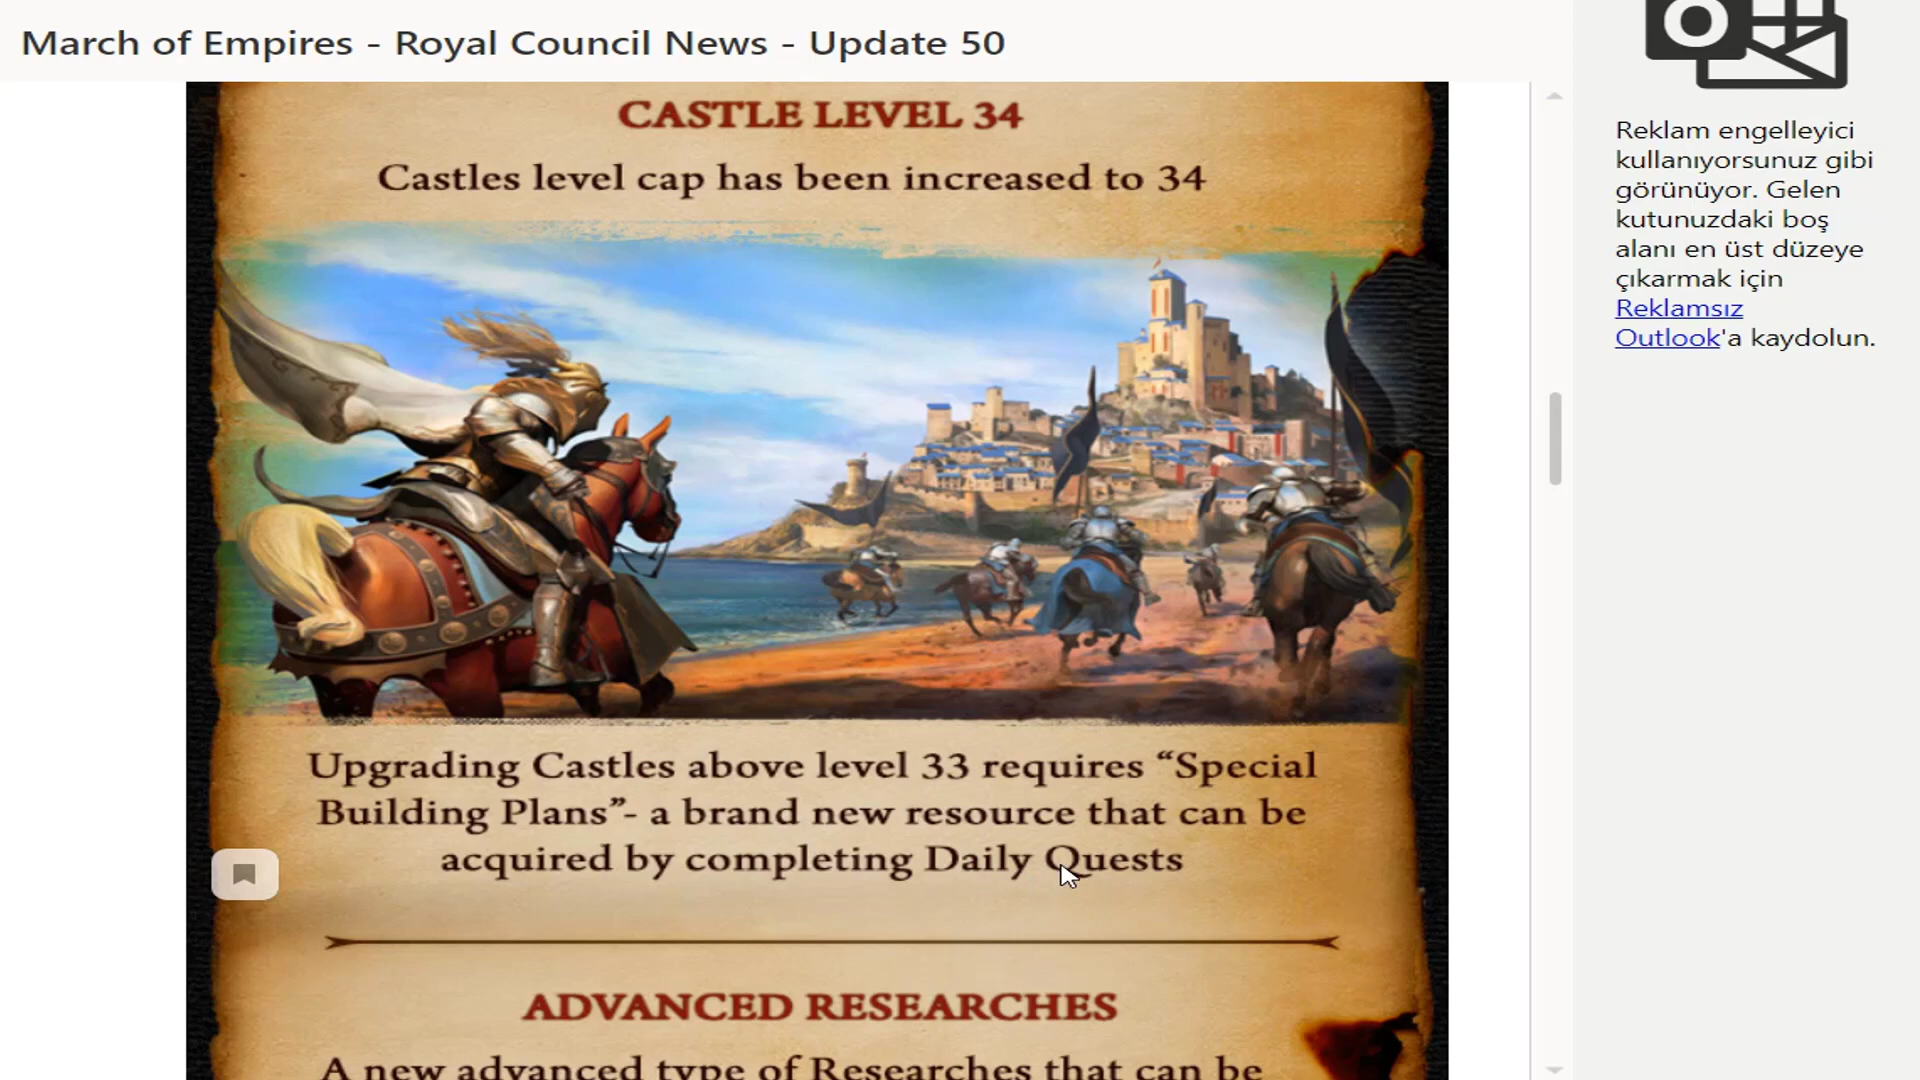 March of Empires - Royal Council News - Update 50
CASTLE LEVEL 34
Castles level cap has been increased to 34
Upgrading Castles above level 33 requires “Special
Building Plans”- a brand new resource that can be
acquired by completing Daily Quests
ADVANCED RESEARCHES
A new advanced type of Researches that can be
Reklam engelleyici
kullanıyorsunuz gibi
görünüyor. Gelen
kutunuzdaki boş
alanı en üst düzeye
çıkarmak için
Reklamsız
Outlook'a kaydolun.